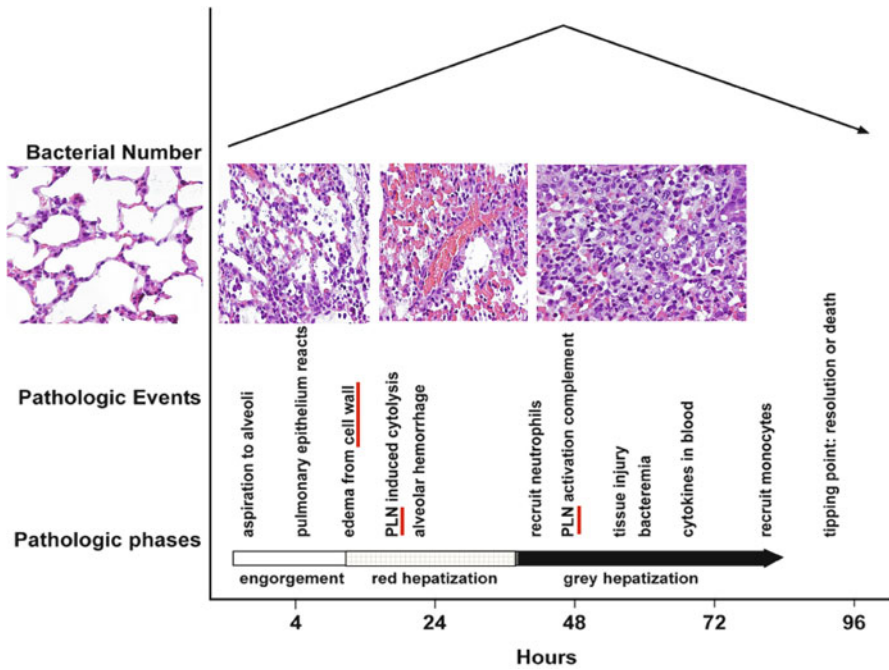 Bacterial Number
Pathologic Events
aspiration to alveoli
pulmonary epithelium reacts
edema from cell wall
PLN induced cytolysis
alveolar hemorrhage
recruit neutrophils
PLN activation complement
tissue injury
bacteremia
cytokines in blood
recruit monocytes
tipping point: resolution or death
Pathologic phases
engorgement
red hepatization
grey hepatization
4
24
48
72
96
Hours